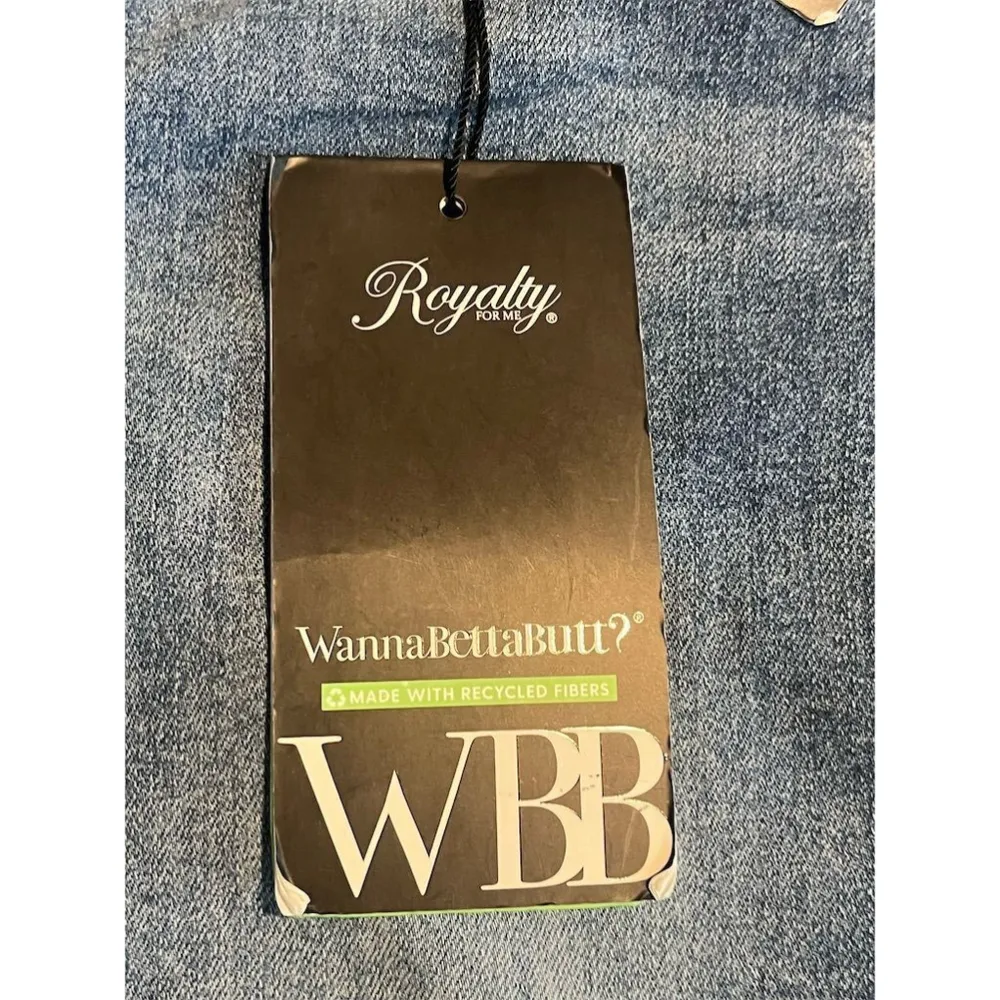 Royalty
FOR ME®
WannaBettaButt?®
MADE WITH RECYCLED FIBERS
WBB